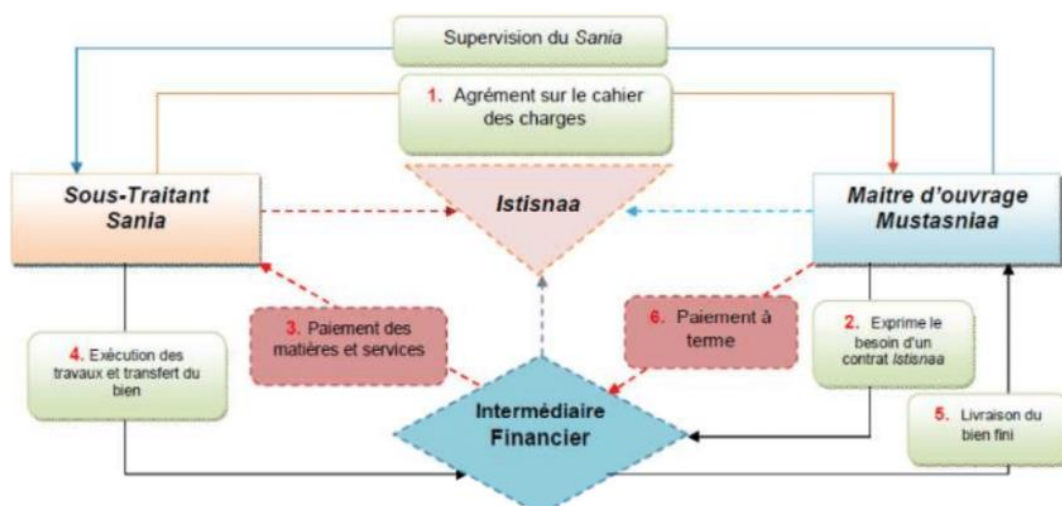 Supervision du Sania
1. Agrément sur le cahier
des charges
Sous-Traitant
Sania
Istisnaa
Maitre d'ouvrage
Mustasniaa
3. Paiement des
matières et services
6. Paiement à
terme
2. Exprime le
besoin d'un
contrat Istisnaa
4. Exécution des
travaux et transfert du
bien
Intermédiaire
Financier
5. Livraison du
bien fini